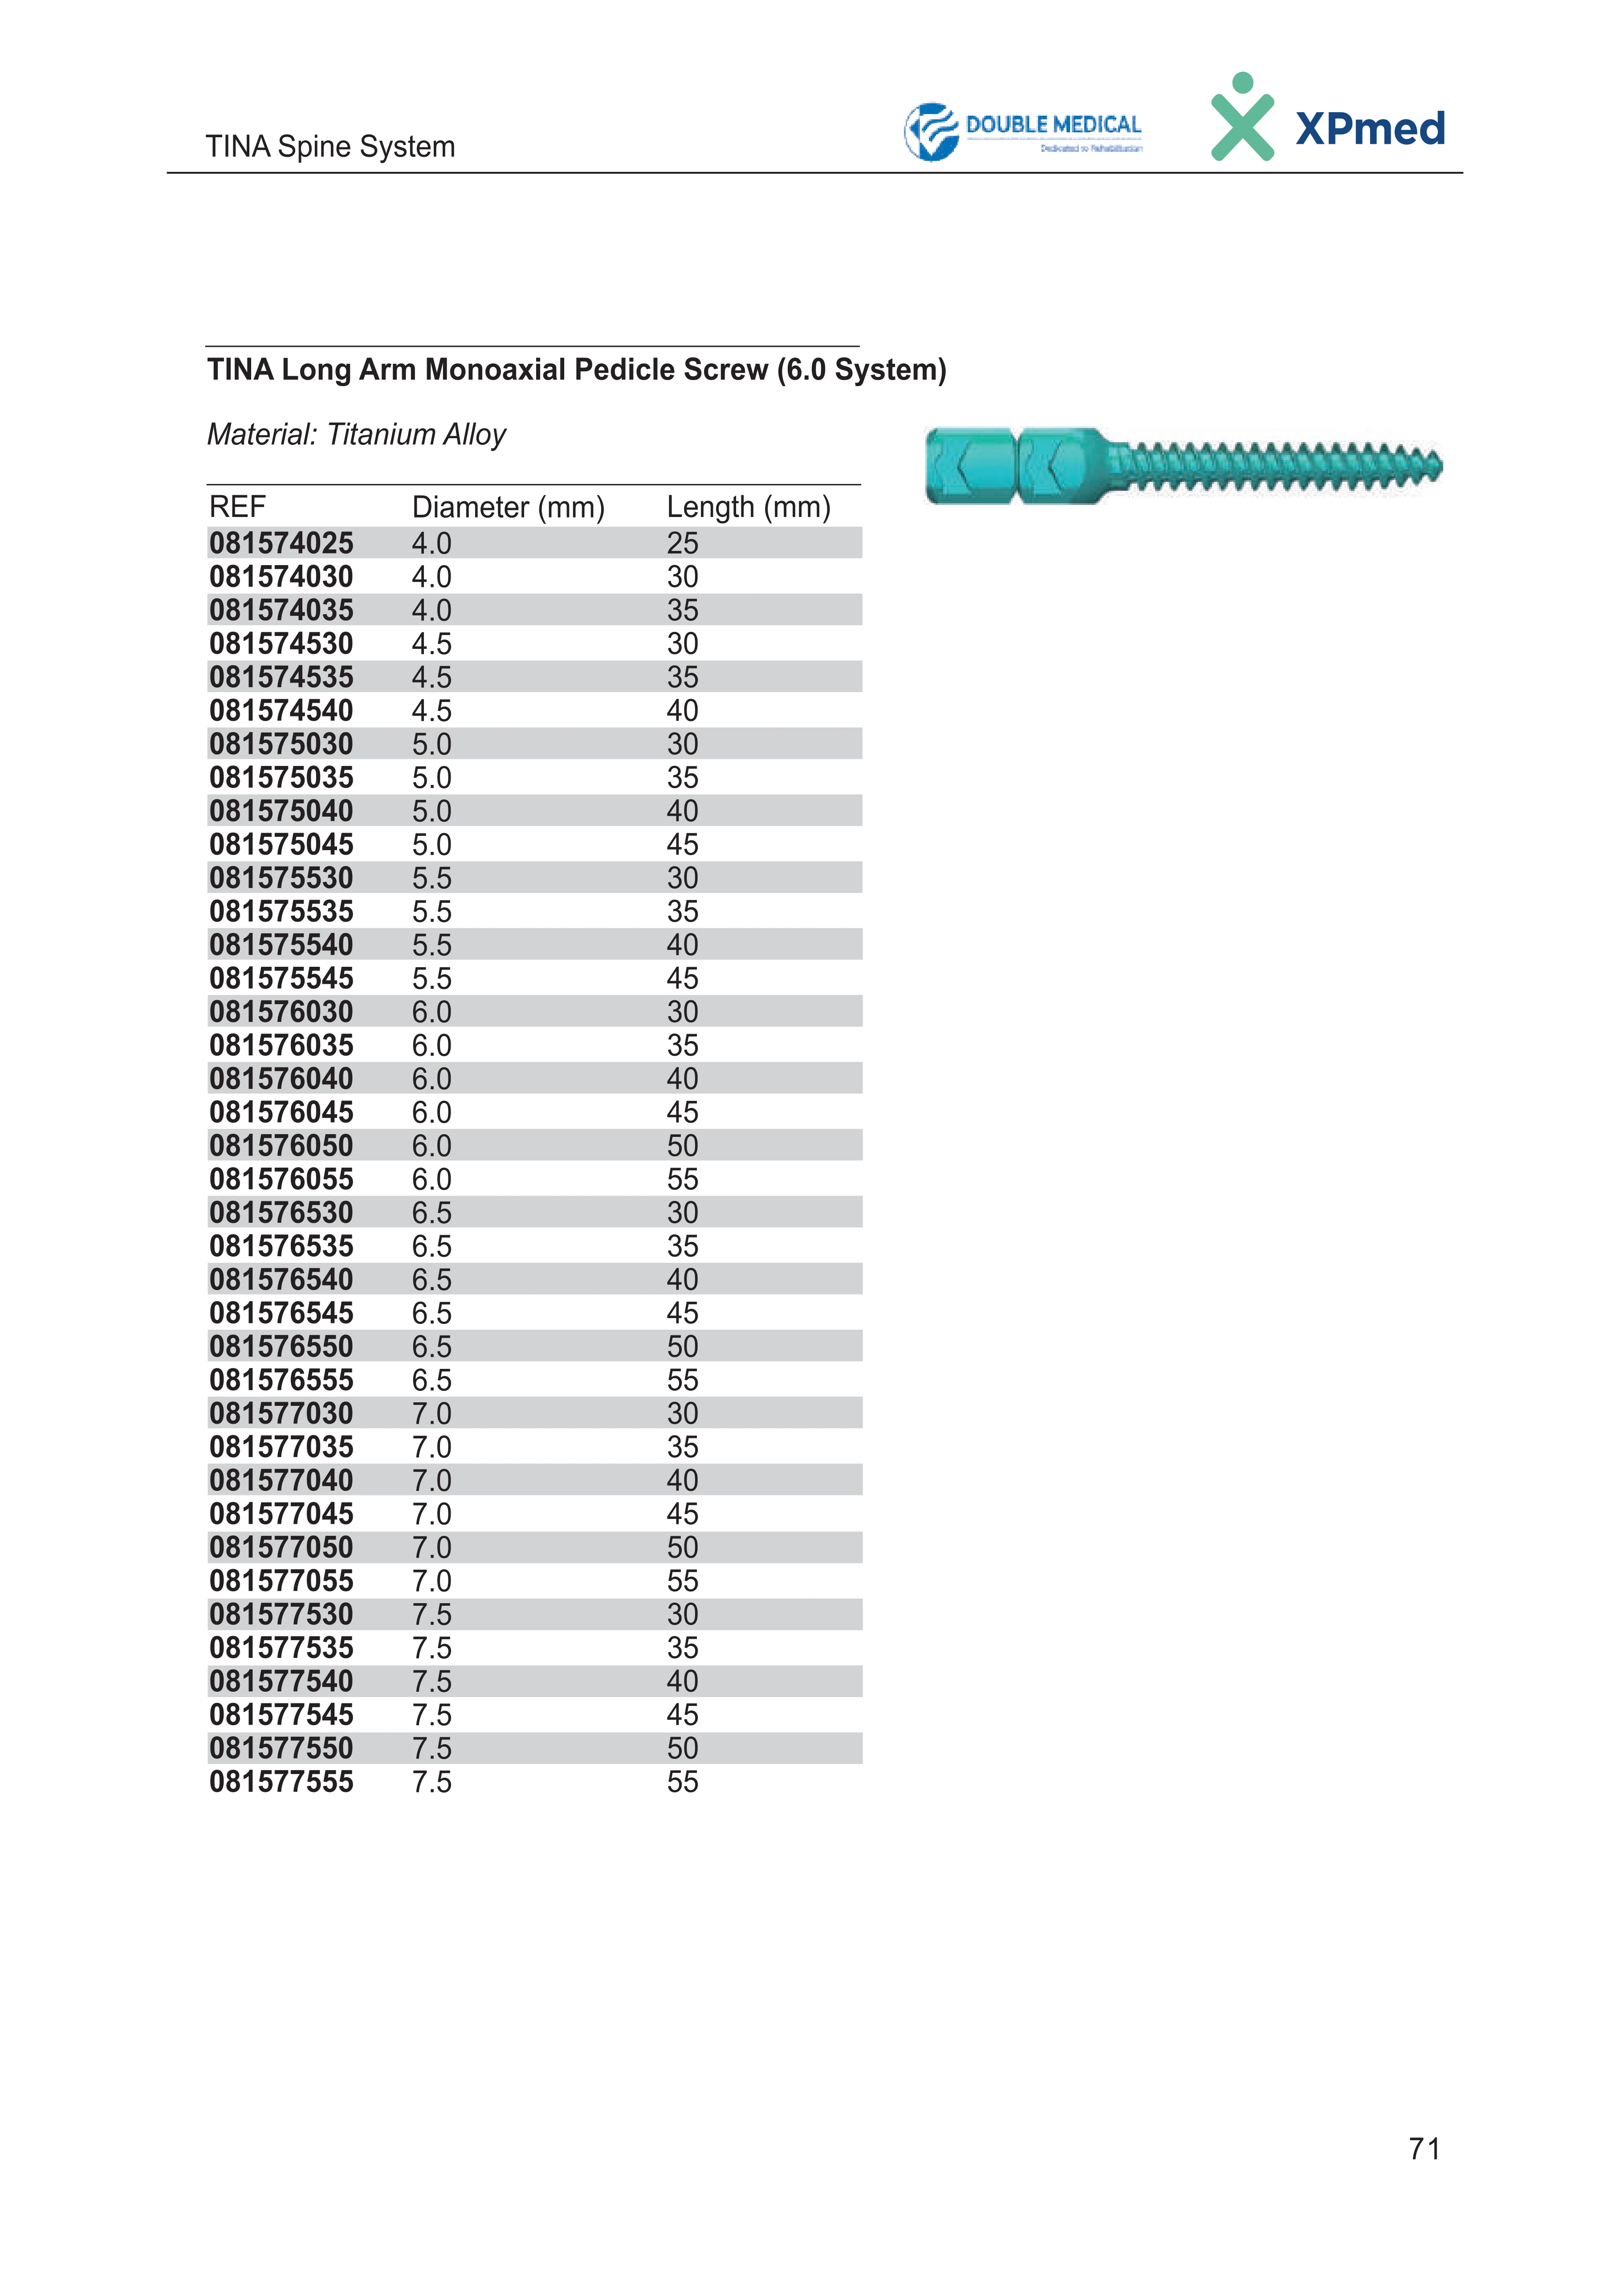 TINA Spine System
DOUBLE MEDICAL
Dedicated to Rehabilitation
XPmed
TINA Long Arm Monoaxial Pedicle Screw (6.0 System)
Material: Titanium Alloy
REF Diameter (mm) Length (mm)
081574025 4.0 25
081574030 4.0 30
081574035 4.0 35
081574530 4.5 30
081574535 4.5 35
081574540 4.5 40
081575030 5.0 30
081575035 5.0 35
081575040 5.0 40
081575045 5.0 45
081575530 5.5 30
081575535 5.5 35
081575540 5.5 40
081575545 5.5 45
081576030 6.0 30
081576035 6.0 35
081576040 6.0 40
081576045 6.0 45
081576050 6.0 50
081576055 6.0 55
081576530 6.5 30
081576535 6.5 35
081576540 6.5 40
081576545 6.5 45
081576550 6.5 50
081576555 6.5 55
081577030 7.0 30
081577035 7.0 35
081577040 7.0 40
081577045 7.0 45
081577050 7.0 50
081577055 7.0 55
081577530 7.5 30
081577535 7.5 35
081577540 7.5 40
081577545 7.5 45
081577550 7.5 50
081577555 7.5 55
71